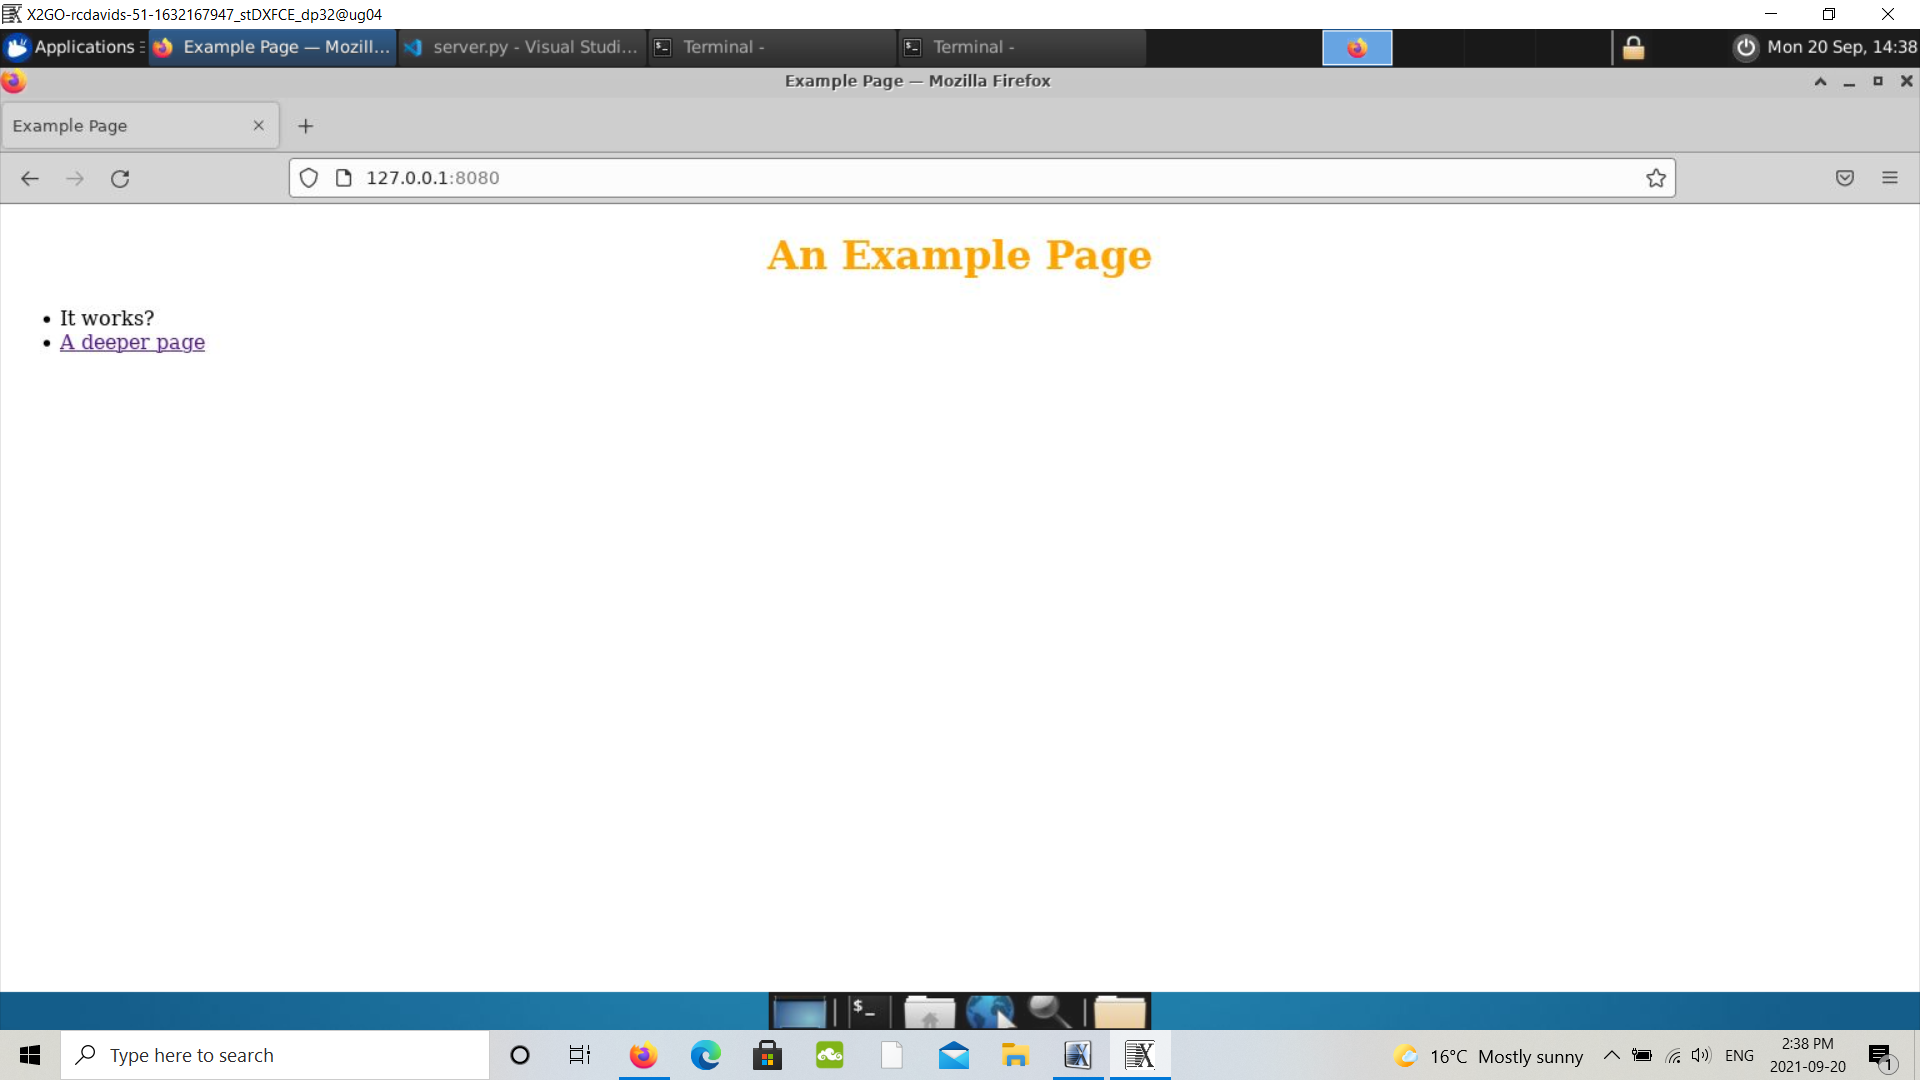 X2GO-rcdavids-51-1632167947_stDXFCE_dp32@ug04
Applications
Example Page — Mozill...
server.py - Visual Studi...
Terminal -
Terminal -
Mon 20 Sep, 14:38
Example Page — Mozilla Firefox
Example Page
127.0.0.1:8080
An Example Page
• It works?
• A deeper page
$_
Type here to search
16°C Mostly sunny
ENG
2:38 PM
2021-09-20
1